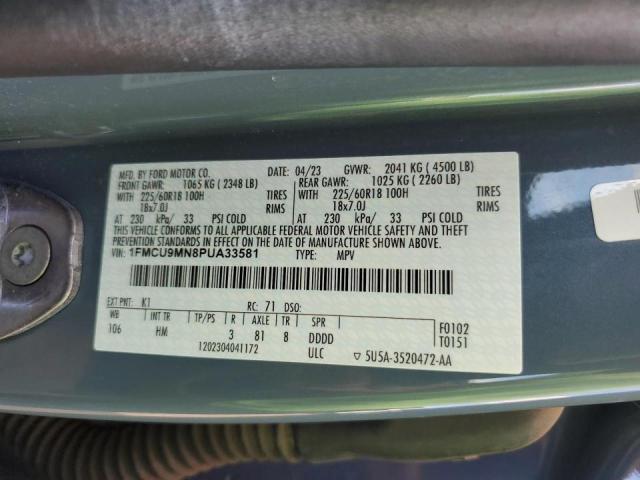 MFD. BY FORD MOTOR CO. 04/23 GVWR: 2041 KG ( 4500 LB)
FRONT GAWR: 1065 KG ( 2348 LB) REAR GAWR: 1025 KG ( 2260 LB)
WITH 225/60R18 100H TIRES WITH 225/60R18 100H TIRES
18x7.0J RIMS 18x7.0J RIMS
AT 230 kPa/ 33 PSI COLD AT 230 kPa/ 33 PSI COLD
THIS VEHICLE CONFORMS TO ALL APPLICABLE FEDERAL MOTOR VEHICLE SAFETY AND THEFT PREVENTION STANDARDS IN EFFECT ON THE DATE OF MANUFACTURE SHOWN ABOVE.
VIN: 1FMCU9MN8PUA33581 TYPE: MPV
EXT PNT: K1 RC: 71 DSO:
WB INT TR TP/PS R AXLE TR SPR F0102
106 HM 3 81 8 DDDD T0151
1202304041172 ULC 5U5A-3520472-AA